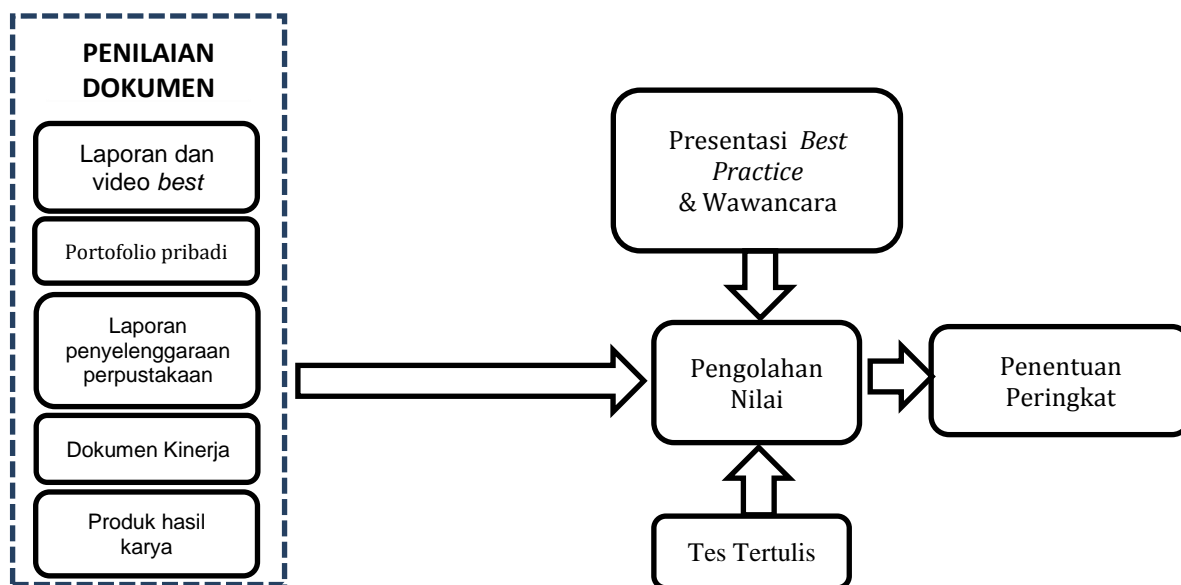 PENILAIAN
DOKUMEN
Laporan dan
video best
Portofolio pribadi
Laporan
penyelenggaraan
perpustakaan
Dokumen Kinerja
Produk hasil
karya
Presentasi Best
Practice
& Wawancara
Pengolahan
Nilai
Penentuan
Peringkat
Tes Tertulis